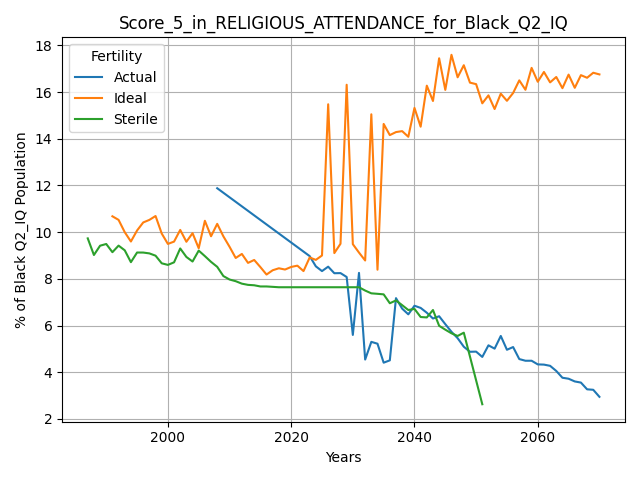 Score_5_in_RELIGIOUS_ATTENDANCE_for_Black_Q2_IQ
Fertility
Actual
Ideal
Sterile
% of Black Q2_IQ Population
18
16
14
12
10
8
6
4
2
2000 2020 2040 2060
Years